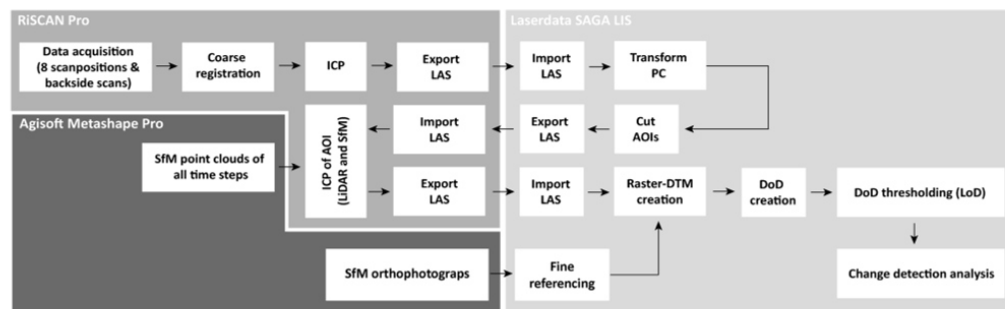 RiSCAN Pro
Data acquisition
(8 scanpositions &
backside scans)
Coarse
registration
ICP
Export
LAS
Laserdata SAGA LIS
Import
LAS
Transform
PC
Cut
AOIs
Export
LAS
Import
LAS
ICP of AOI
(LiDAR and SfM)
Agisoft Metashape Pro
SfM point clouds of
all time steps
Export
LAS
Import
LAS
Raster-DTM
creation
DoD
creation
DoD thresholding (LoD)
Change detection analysis
SfM orthophotograps
Fine
referencing